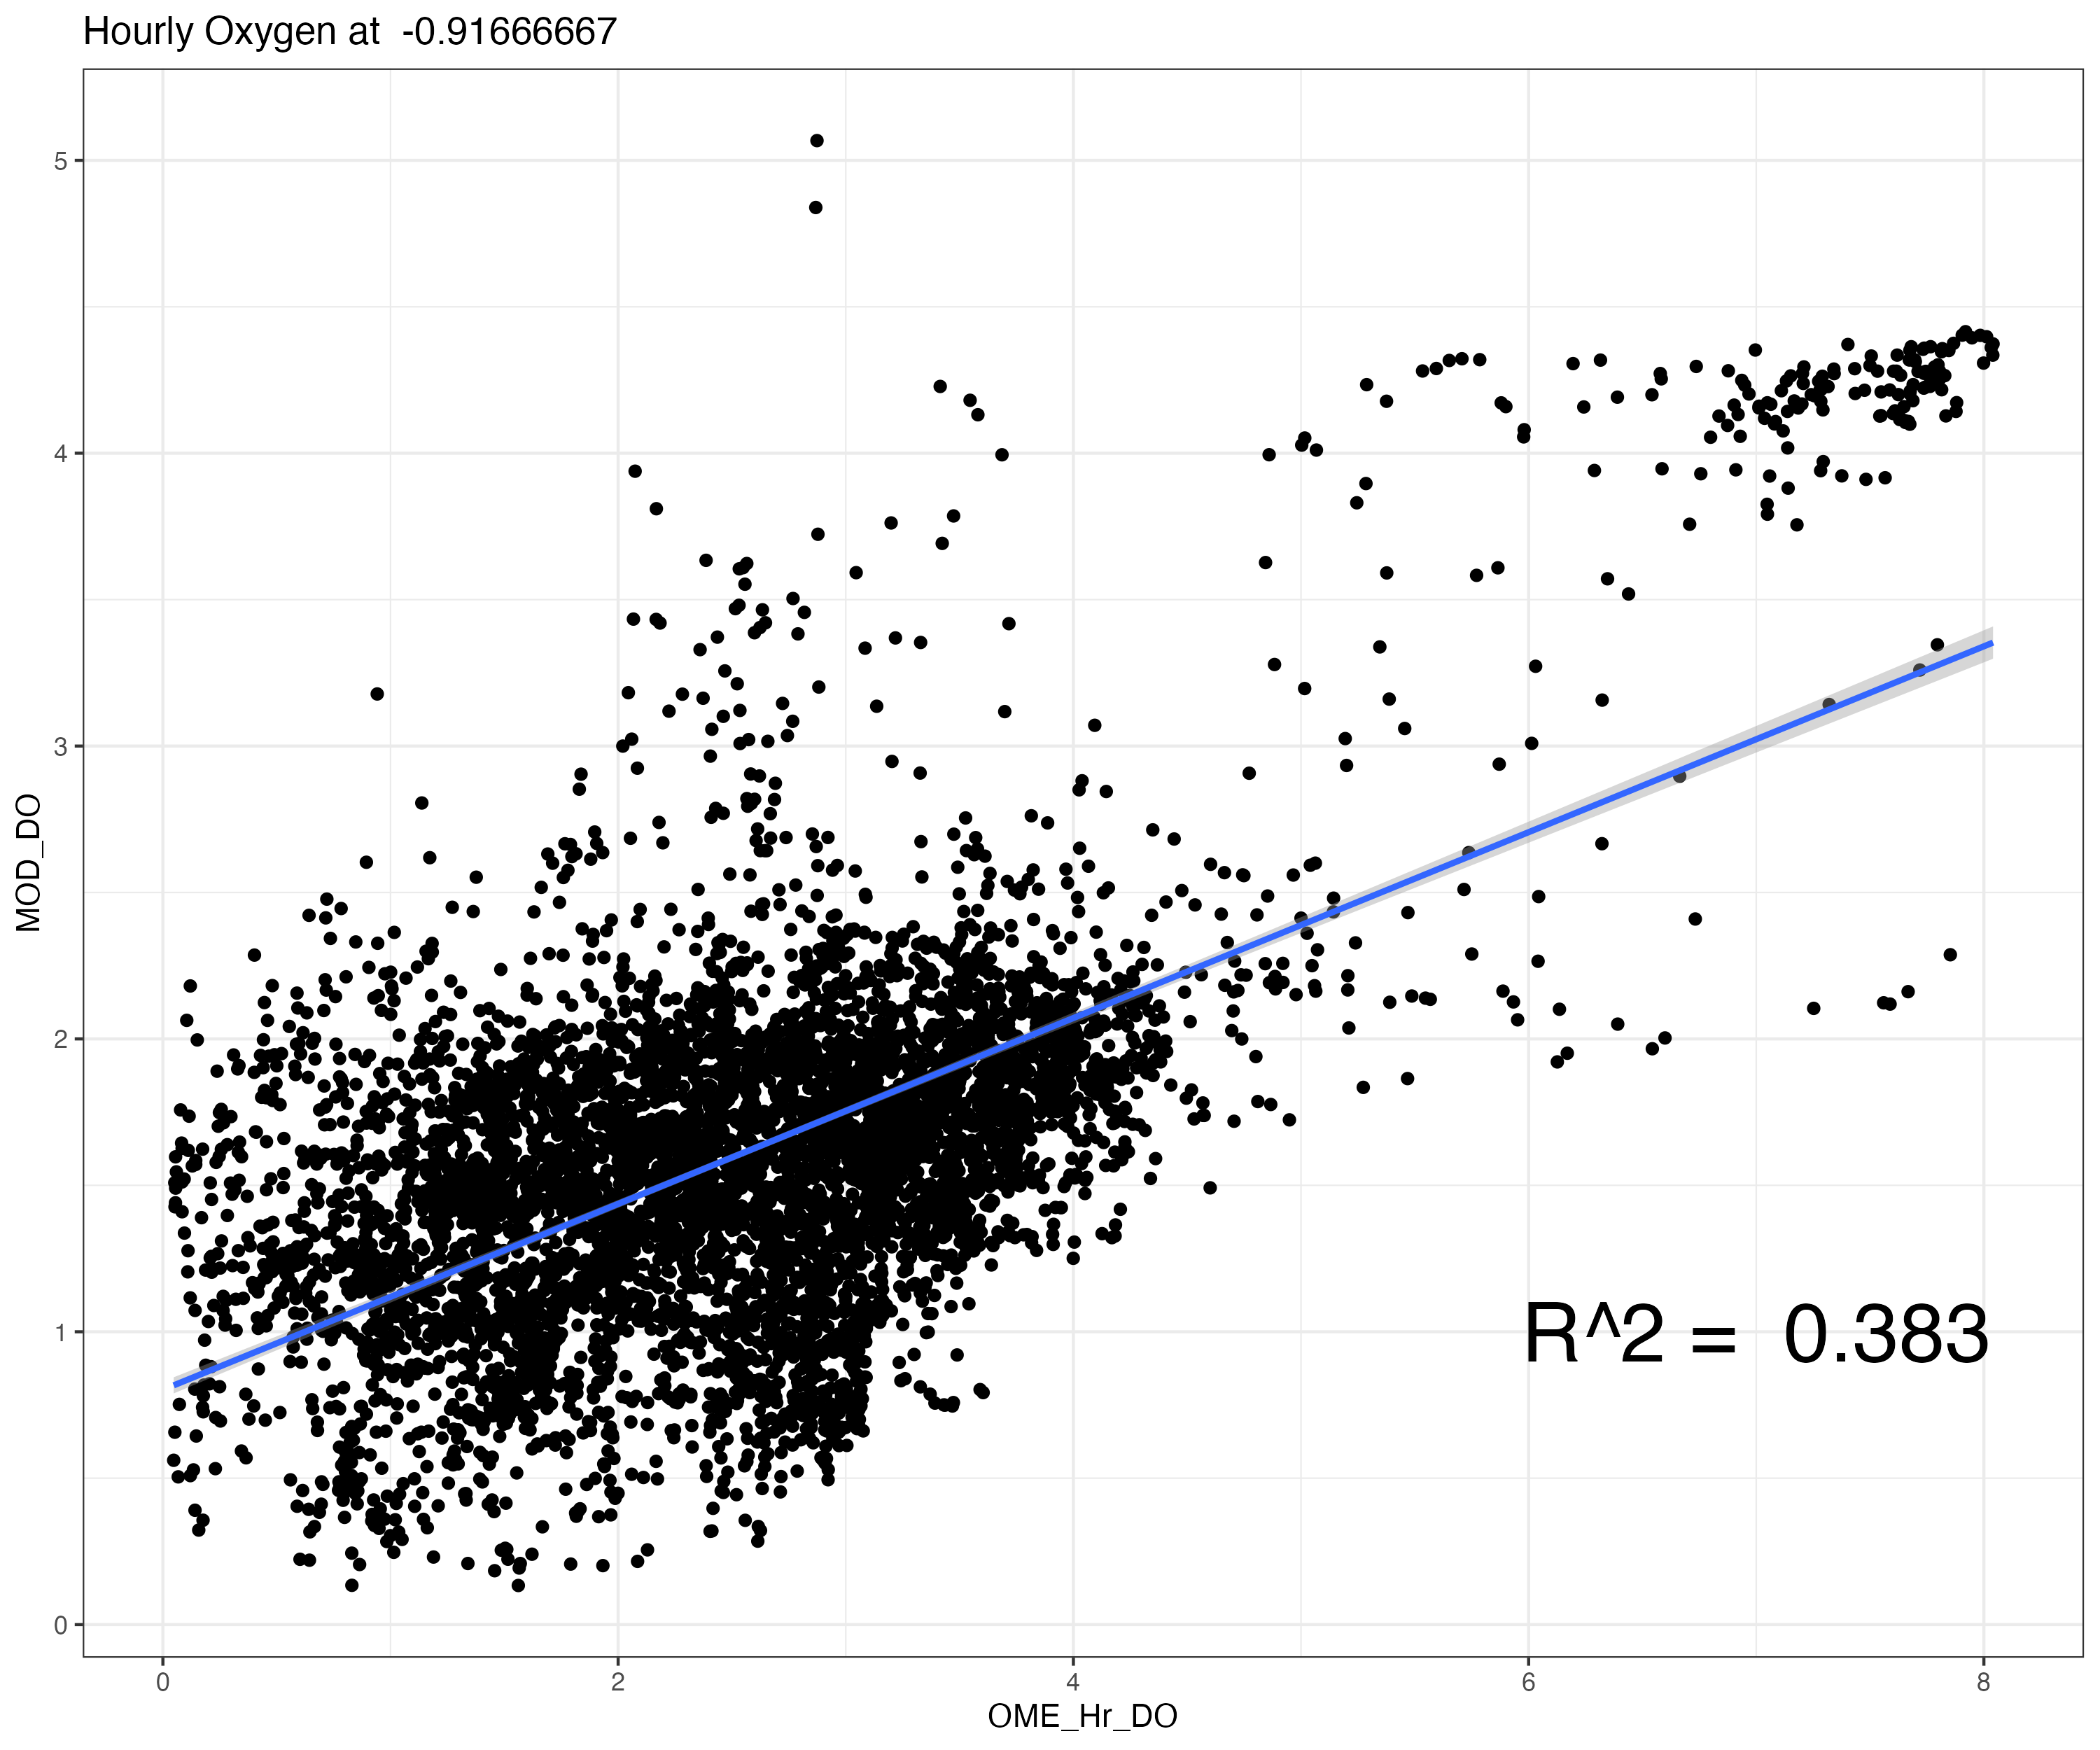 Hourly Oxygen at  -0.91666667
5
4
3
2
1
0
MOD_DO
R^2 =  0.383
0 2 4 6 8
OME_Hr_DO